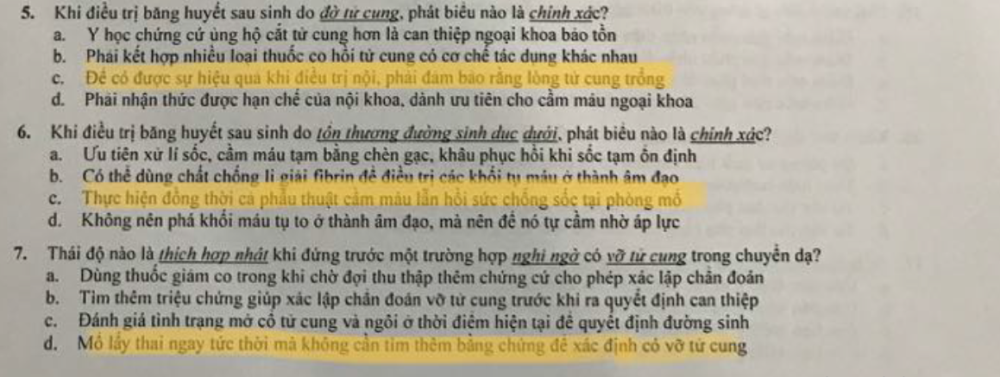 5. Khi điều trị băng huyết sau sinh do đờ tử cung, phát biểu nào là chính xác?
a. Y học chứng cứ ủng hộ cắt tử cung hơn là can thiệp ngoại khoa bảo tồn
b. Phải kết hợp nhiều loại thuốc co hồi tử cung có cơ chế tác dụng khác nhau
c. Để có được sự hiệu quả khi điều trị nội, phải đảm bảo rằng lòng tử cung trống
d. Phải nhận thức được hạn chế của nội khoa, dành ưu tiên cho cầm máu ngoại khoa
6. Khi điều trị băng huyết sau sinh do tổn thương đường sinh dục dưới, phát biểu nào là chính xác?
a. Ưu tiên xử lí sốc, cầm máu tạm bằng chèn gạc, khâu phục hồi khi sốc tạm ổn định
b. Có thể dùng chất chống li giải fibrin để điều trị các khối tụ máu ở thành âm đạo
c. Thực hiện đồng thời cả phẫu thuật cầm máu lẫn hồi sức chống sốc tại phòng mổ
d. Không nên phá khối máu tụ to ở thành âm đạo, mà nên để nó tự cầm nhờ áp lực
7. Thái độ nào là thích hợp nhất khi đứng trước một trường hợp nghi ngờ có vỡ tử cung trong chuyển dạ?
a. Dùng thuốc giảm co trong khi chờ đợi thu thập thêm chứng cứ cho phép xác lập chẩn đoán
b. Tìm thêm triệu chứng giúp xác lập chẩn đoán vỡ tử cung trước khi ra quyết định can thiệp
c. Đánh giá tình trạng mở cổ tử cung và ngôi ở thời điểm hiện tại để quyết định đường sinh
d. Mổ lấy thai ngay tức thời mà không cần tìm thêm bằng chứng để xác định có vỡ tử cung